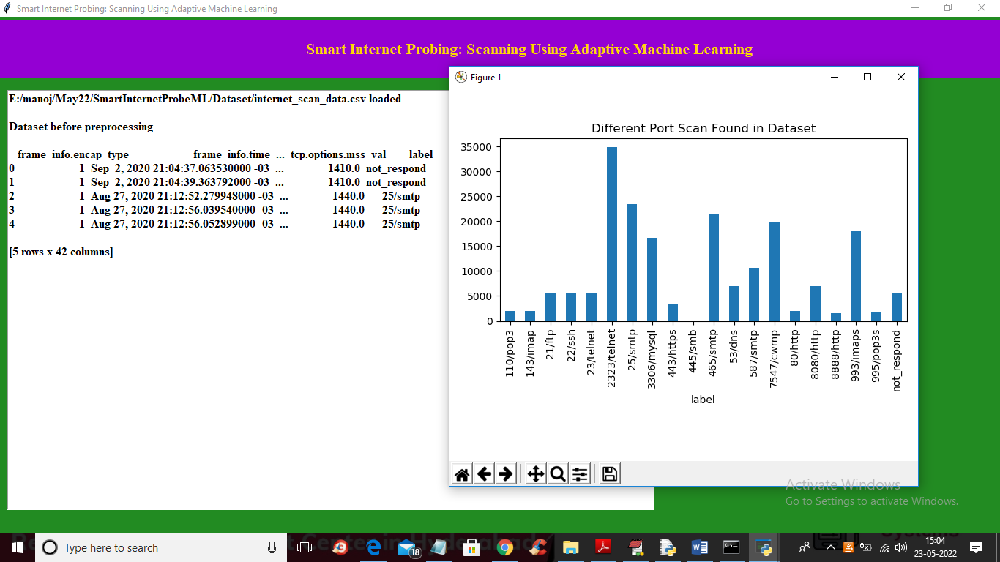 Smart Internet Probing: Scanning Using Adaptive Machine Learning
Smart Internet Probing: Scanning Using Adaptive Machine Learning
E:/manoj/May22/SmartInternetProbeML/Dataset/internet_scan_data.csv loaded
Dataset before preprocessing
frame_info.encap_type frame_info.time ... tcp.options.mss_val label
0 1 Sep 2, 2020 21:04:37.063530000 -03 ... 1410.0 not_respond
1 1 Sep 2, 2020 21:04:39.363792000 -03 ... 1410.0 not_respond
2 1 Aug 27, 2020 21:12:52.279948000 -03 ... 1440.0 25/smtp
3 1 Aug 27, 2020 21:12:56.039540000 -03 ... 1440.0 25/smtp
4 1 Aug 27, 2020 21:12:56.052899000 -03 ... 1440.0 25/smtp
[5 rows x 42 columns]
Figure 1
Different Port Scan Found in Dataset
35000
30000
25000
20000
15000
10000
5000
0
110/pop3
143/imap
21/ftp
22/ssh
23/telnet
2323/telnet
25/smtp
3306/mysql
443/https
445/smb
465/smtp
53/dns
587/smtp
7547/cwmp
80/http
8080/http
8888/http
993/imaps
995/pop3s
not_respond
label
Activate Windows
Go to Settings to activate Windows.
Type here to search
18
15:04
23-05-2022